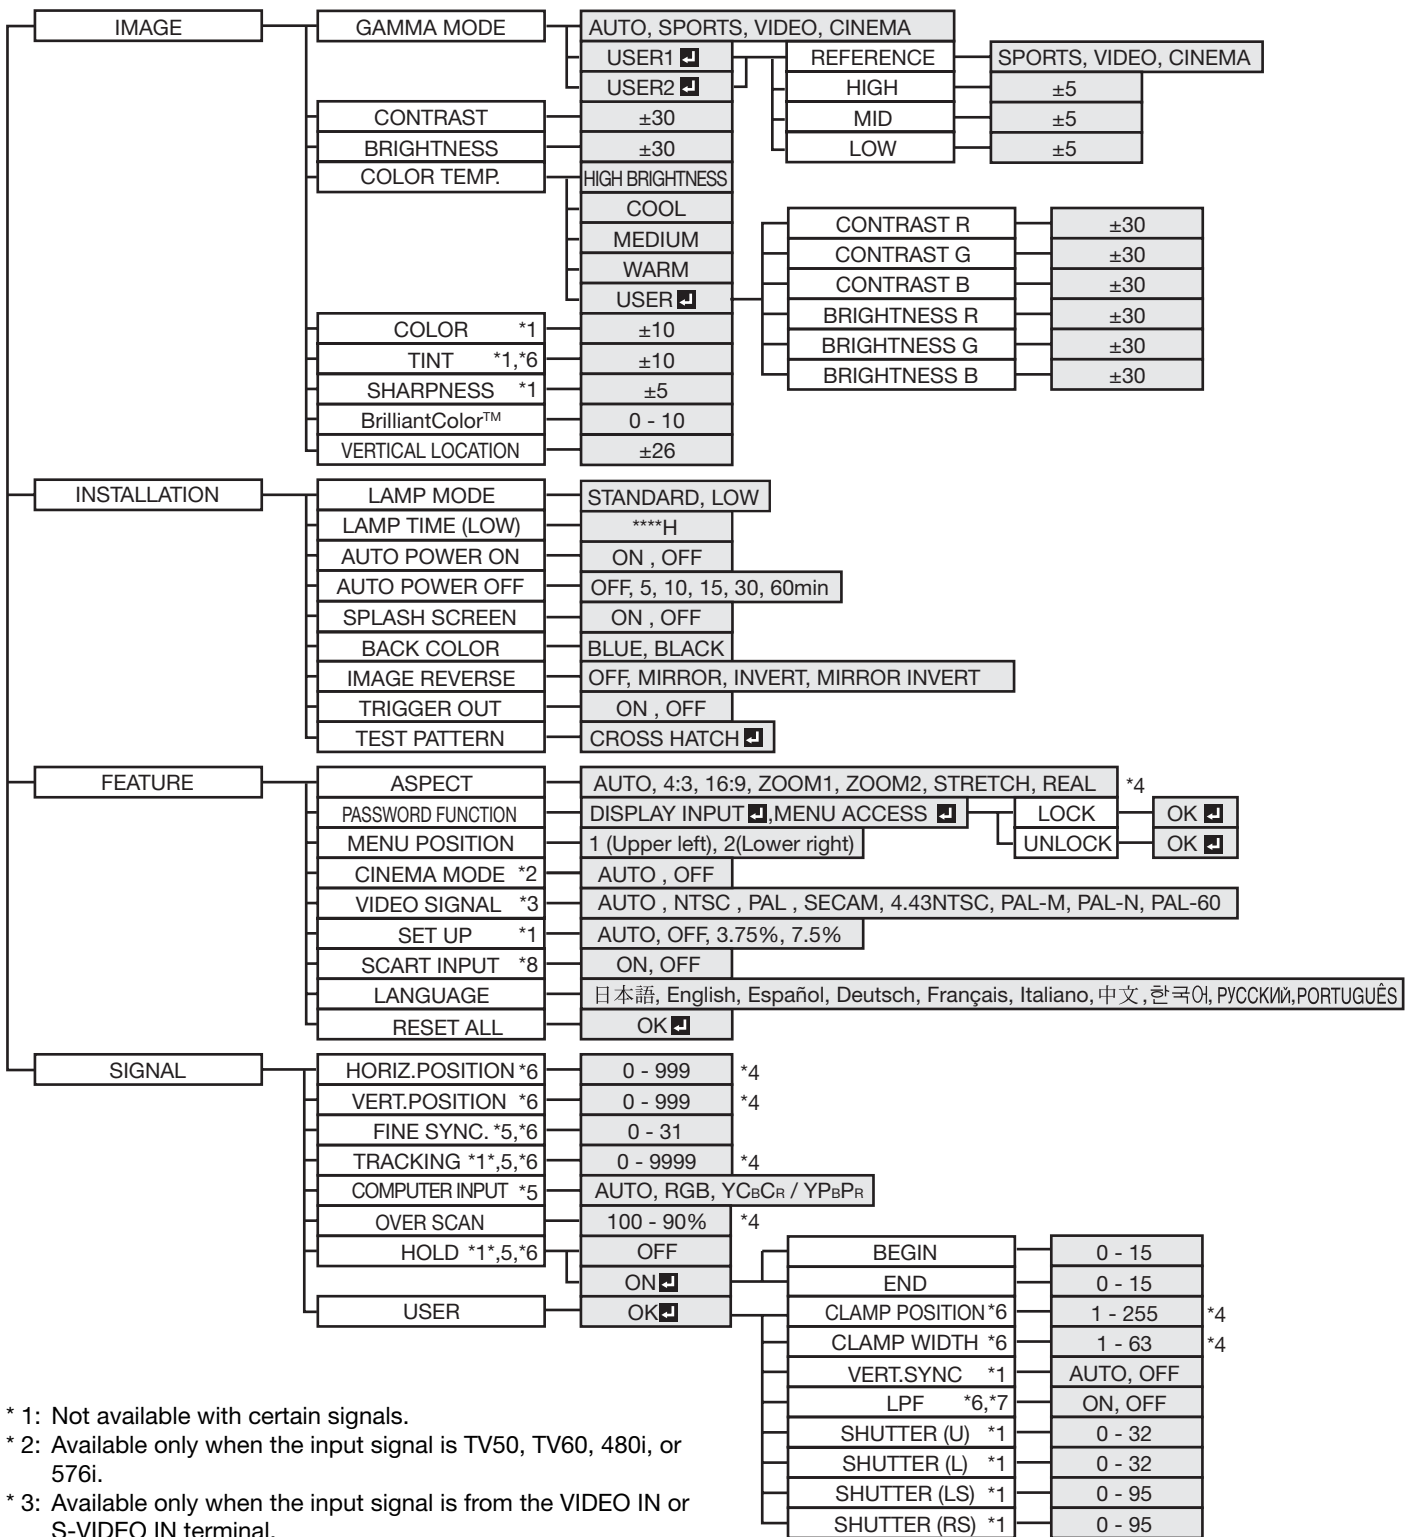 IMAGE
GAMMA MODE
AUTO, SPORTS, VIDEO, CINEMA
USER1
REFERENCE
SPORTS, VIDEO, CINEMA
USER2
HIGH
±5
MID
±5
LOW
±5
CONTRAST
±30
BRIGHTNESS
±30
COLOR TEMP.
HIGH BRIGHTNESS
COOL
MEDIUM
WARM
USER
CONTRAST R
±30
CONTRAST G
±30
CONTRAST B
±30
BRIGHTNESS R
±30
BRIGHTNESS G
±30
BRIGHTNESS B
±30
COLOR *1
±10
TINT *1,*6
±10
SHARPNESS *1
±5
BrilliantColor™
0 - 10
VERTICAL LOCATION
±26
INSTALLATION
LAMP MODE
STANDARD, LOW
LAMP TIME (LOW)
****H
AUTO POWER ON
ON , OFF
AUTO POWER OFF
OFF, 5, 10, 15, 30, 60min
SPLASH SCREEN
ON , OFF
BACK COLOR
BLUE, BLACK
IMAGE REVERSE
OFF, MIRROR, INVERT, MIRROR INVERT
TRIGGER OUT
ON , OFF
TEST PATTERN
CROSS HATCH
FEATURE
ASPECT
AUTO, 4:3, 16:9, ZOOM1, ZOOM2, STRETCH, REAL *4
PASSWORD FUNCTION
DISPLAY INPUT ,MENU ACCESS
LOCK
OK
UNLOCK
OK
MENU POSITION
1 (Upper left), 2(Lower right)
CINEMA MODE *2
AUTO , OFF
VIDEO SIGNAL *3
AUTO , NTSC , PAL , SECAM, 4.43NTSC, PAL-M, PAL-N, PAL-60
SET UP *1
AUTO, OFF, 3.75%, 7.5%
SCART INPUT *8
ON, OFF
LANGUAGE
日本語, English, Español, Deutsch, Français, Italiano, 中文, 한국어, РУССКИй, PORTUGUÊS
RESET ALL
OK
SIGNAL
HORIZ.POSITION *6
0 - 999 *4
VERT.POSITION *6
0 - 999 *4
FINE SYNC. *5,*6
0 - 31
TRACKING *1*,5,*6
0 - 9999 *4
COMPUTER INPUT *5
AUTO, RGB, YCBCR / YPBPR
OVER SCAN
100 - 90% *4
HOLD *1*,5,*6
OFF
ON
BEGIN
0 - 15
END
0 - 15
USER
OK
CLAMP POSITION *6
1 - 255 *4
CLAMP WIDTH *6
1 - 63 *4
VERT.SYNC *1
AUTO, OFF
LPF *6,*7
ON, OFF
SHUTTER (U) *1
0 - 32
SHUTTER (L) *1
0 - 32
SHUTTER (LS) *1
0 - 95
SHUTTER (RS) *1
0 - 95
* 1: Not available with certain signals.
* 2: Available only when the input signal is TV50, TV60, 480i, or
576i.
* 3: Available only when the input signal is from the VIDEO IN or
S-VIDEO IN terminal.